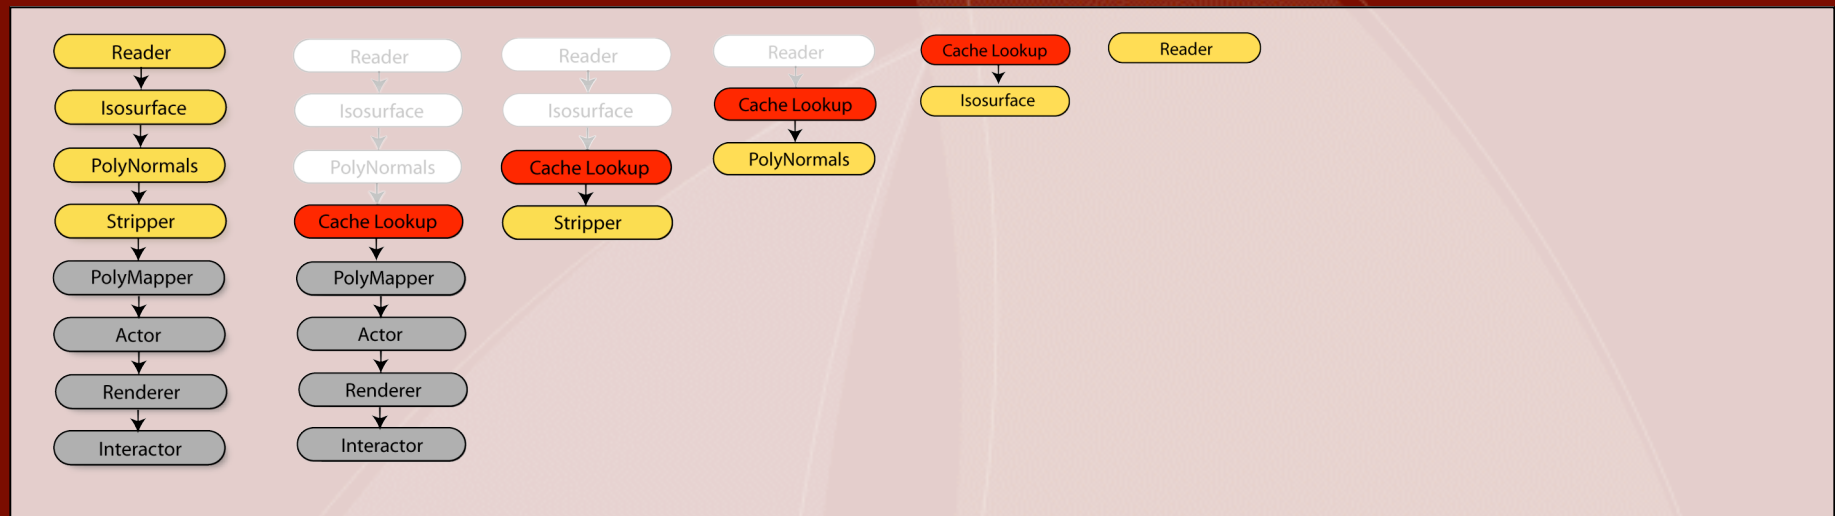 Reader
Isosurface
PolyNormals
Stripper
PolyMapper
Actor
Renderer
Interactor
Reader
Isosurface
PolyNormals
Cache Lookup
PolyMapper
Actor
Renderer
Interactor
Reader
Isosurface
Cache Lookup
Stripper
Reader
Cache Lookup
PolyNormals
Cache Lookup
Isosurface
Reader